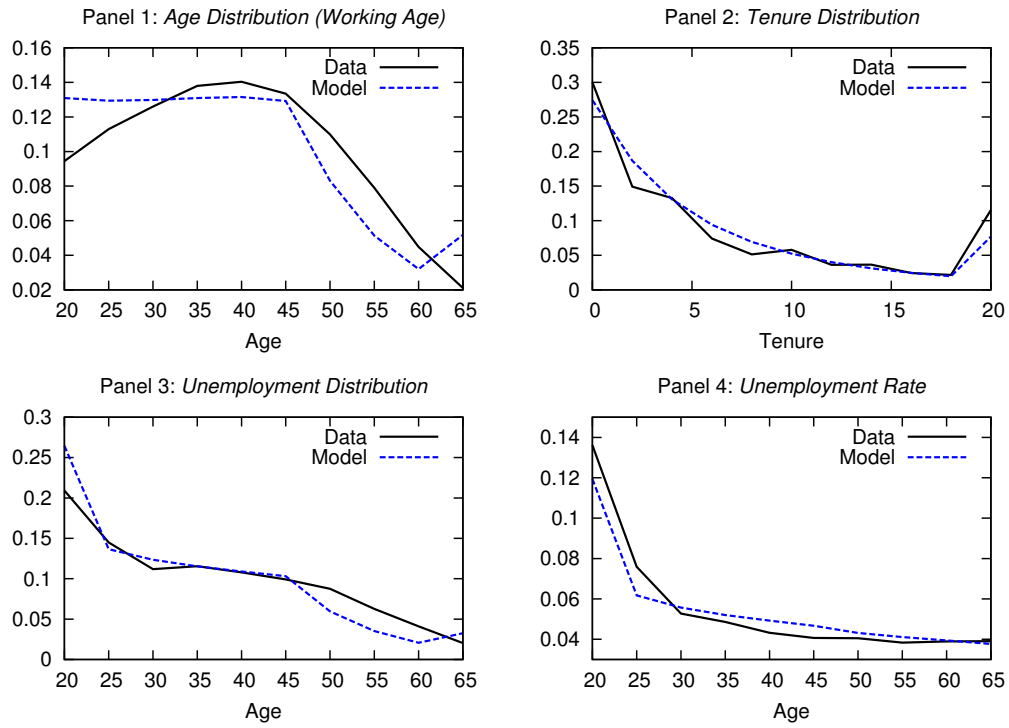 Panel 1: Age Distribution (Working Age)
0.16
0.14
0.12
0.1
0.08
0.06
0.04
0.02
20 25 30 35 40 45 50 55 60 65
Age
Data
Model
Panel 2: Tenure Distribution
0.35
0.3
0.25
0.2
0.15
0.1
0.05
0
0 5 10 15 20
Tenure
Data
Model
Panel 3: Unemployment Distribution
0.3
0.25
0.2
0.15
0.1
0.05
0
20 25 30 35 40 45 50 55 60 65
Age
Data
Model
Panel 4: Unemployment Rate
0.14
0.12
0.1
0.08
0.06
0.04
20 25 30 35 40 45 50 55 60 65
Age
Data
Model